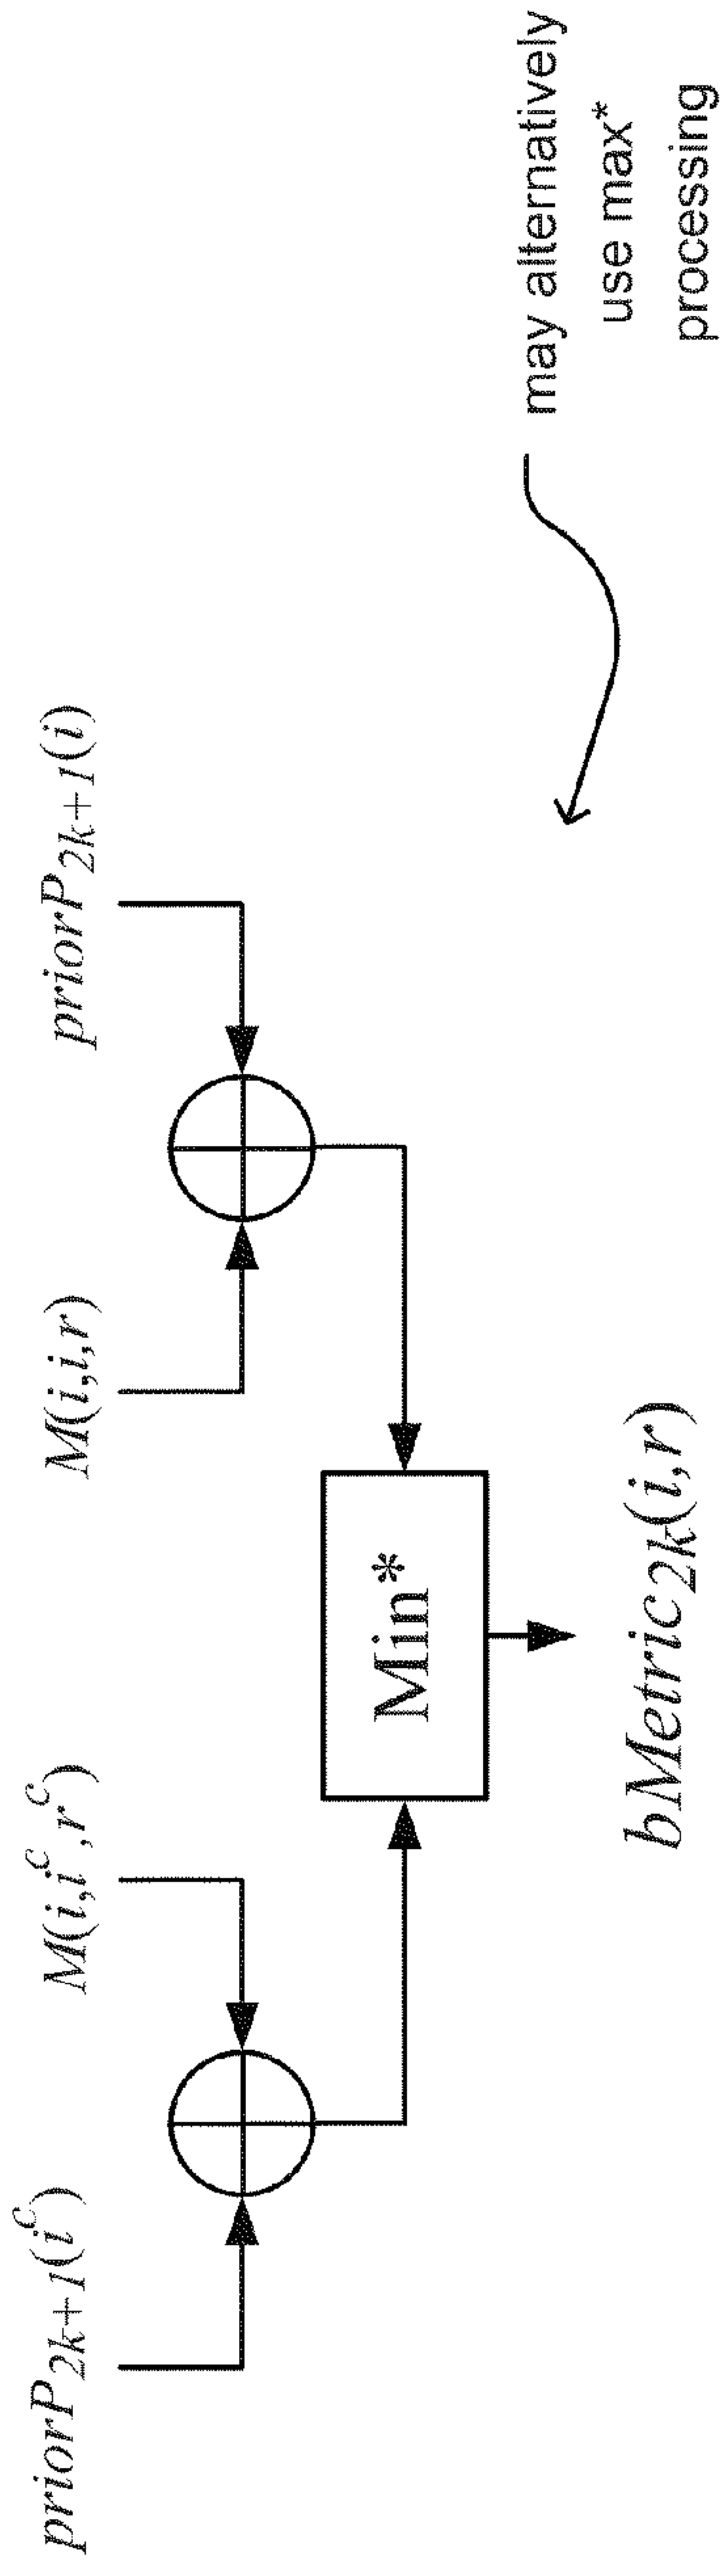 priorP₂ₖ₊₁(iᶜ)
M(i,iᶜ,rᶜ)
M(i,i,r)
priorP₂ₖ₊₁(i)
Min*
bMetric₂ₖ(i,r)
may alternatively
use max*
processing